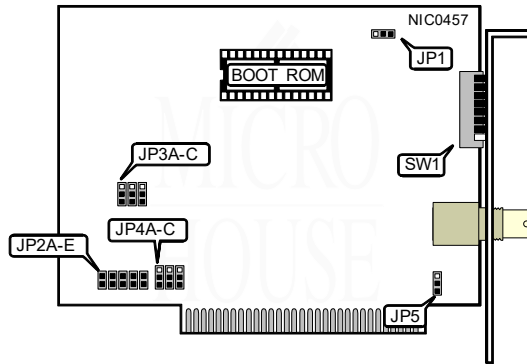 NIC0457
JP1
BOOT ROM
SW1
JP3A-C
JP4A-C
JP2A-E
JP5
MICRO
HOUSE